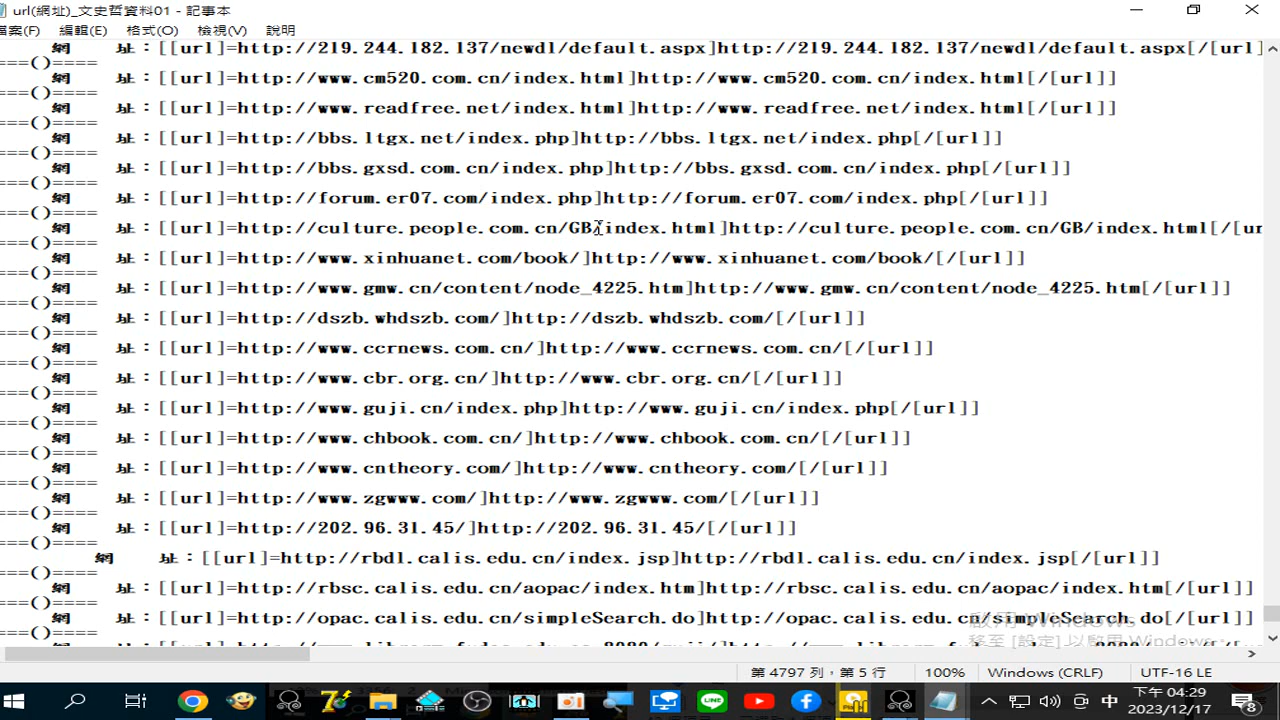 url(網址)_文史哲資料01 - 記事本
檔案(F) 編輯(E) 格式(O) 檢視(V) 說明
網 址：[[url]=http://219.244.182.137/newdl/default.aspx]http://219.244.182.137/newdl/default.aspx[/[url]
===()====
網 址：[[url]=http://www.cm520.com.cn/index.html]http://www.cm520.com.cn/index.html[/[url]]
===()====
網 址：[[url]=http://www.readfree.net/index.html]http://www.readfree.net/index.html[/[url]]
===()====
網 址：[[url]=http://bbs.ltgx.net/index.php]http://bbs.ltgx.net/index.php[/[url]]
===()====
網 址：[[url]=http://bbs.gxsd.com.cn/index.php]http://bbs.gxsd.com.cn/index.php[/[url]]
===()====
網 址：[[url]=http://forum.er07.com/index.php]http://forum.er07.com/index.php[/[url]]
===()====
網 址：[[url]=http://culture.people.com.cn/GB/index.html]http://culture.people.com.cn/GB/index.html[/[ur
===()====
網 址：[[url]=http://www.xinhuanet.com/book/]http://www.xinhuanet.com/book/[/[url]]
===()====
網 址：[[url]=http://www.gmw.cn/content/node_4225.htm]http://www.gmw.cn/content/node_4225.htm[/[url]]
===()====
網 址：[[url]=http://dszb.whdszb.com/]http://dszb.whdszb.com/[/[url]]
===()====
網 址：[[url]=http://www.ccrnews.com.cn/]http://www.ccrnews.com.cn/[/[url]]
===()====
網 址：[[url]=http://www.cbr.org.cn/]http://www.cbr.org.cn/[/[url]]
===()====
網 址：[[url]=http://www.guji.cn/index.php]http://www.guji.cn/index.php[/[url]]
===()====
網 址：[[url]=http://www.chbook.com.cn/]http://www.chbook.com.cn/[/[url]]
===()====
網 址：[[url]=http://www.cntheory.com/]http://www.cntheory.com/[/[url]]
===()====
網 址：[[url]=http://www.zgwww.com/]http://www.zgwww.com/[/[url]]
===()====
網 址：[[url]=http://202.96.31.45/]http://202.96.31.45/[/[url]]
===()====
網 址：[[url]=http://rbdl.calis.edu.cn/index.jsp]http://rbdl.calis.edu.cn/index.jsp[/[url]]
===()====
網 址：[[url]=http://rbsc.calis.edu.cn/aopac/index.htm]http://rbsc.calis.edu.cn/aopac/index.htm[/[url]]
===()====
網 址：[[url]=http://opac.calis.edu.cn/simpleSearch.do]http://opac.calis.edu.cn/simpleSearch.do[/[url]]
===()====
啟用 Windows
移至 [設定] 以啟用 Windows。
第 4797 列，第 5 行 100% Windows (CRLF) UTF-16 LE
中 下午 04:29
2023/12/17
8